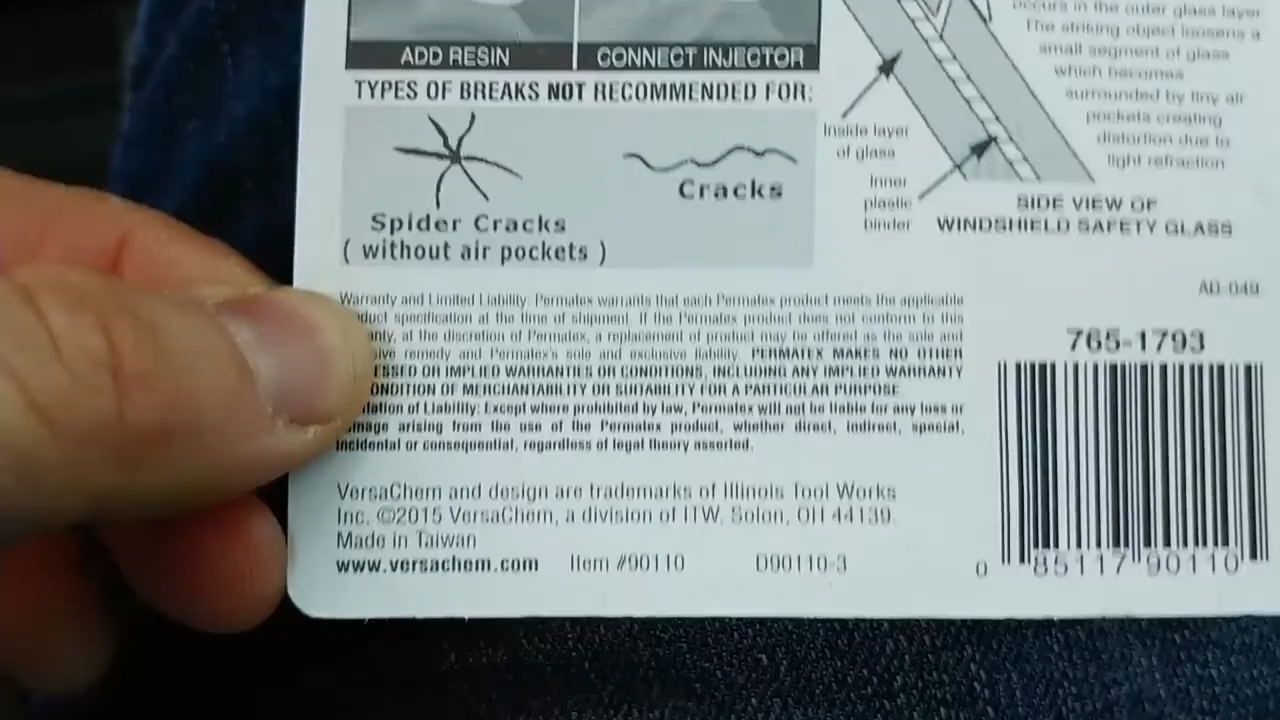 ADD RESIN
CONNECT INJECTOR
TYPES OF BREAKS NOT RECOMMENDED FOR:
Spider Cracks
( without air pockets )
Cracks
occurs in the outer glass layer
The striking object loosens a
small segment of glass
which becomes
surrounded by tiny air
pockets creating
distortion due to
light refraction
Inside layer
of glass
Inner
plastic
binder
SIDE VIEW OF
WINDSHIELD SAFETY GLASS
Warranty and Limited Liability. Permatex warrants that each Permatex product meets the applicable
duct specification at the time of shipment. If the Permatex product does not conform to this
anty, at the discretion of Permatex, a replacement of product may be offered as the sole and
ive remedy and Permatex's sole and exclusive liability. PERMATEX MAKES NO OTHER
ESSED OR IMPLIED WARRANTIES OR CONDITIONS, INCLUDING ANY IMPLIED WARRANTY
ONDITION OF MERCHANTABILITY OR SUITABILITY FOR A PARTICULAR PURPOSE
itation of Liability: Except where prohibited by law, Permatex will not be liable for any loss or
mage arising from the use of the Permatex product, whether direct, indirect, special,
incidental or consequential, regardless of legal theory asserted.
VersaChem and design are trademarks of Illinois Tool Works
Inc. ©2015 VersaChem, a division of ITW, Solon, OH 44139
Made in Taiwan
www.versachem.com Item #90110 D90110-3
AD-049
765-1793
0 85117 90110